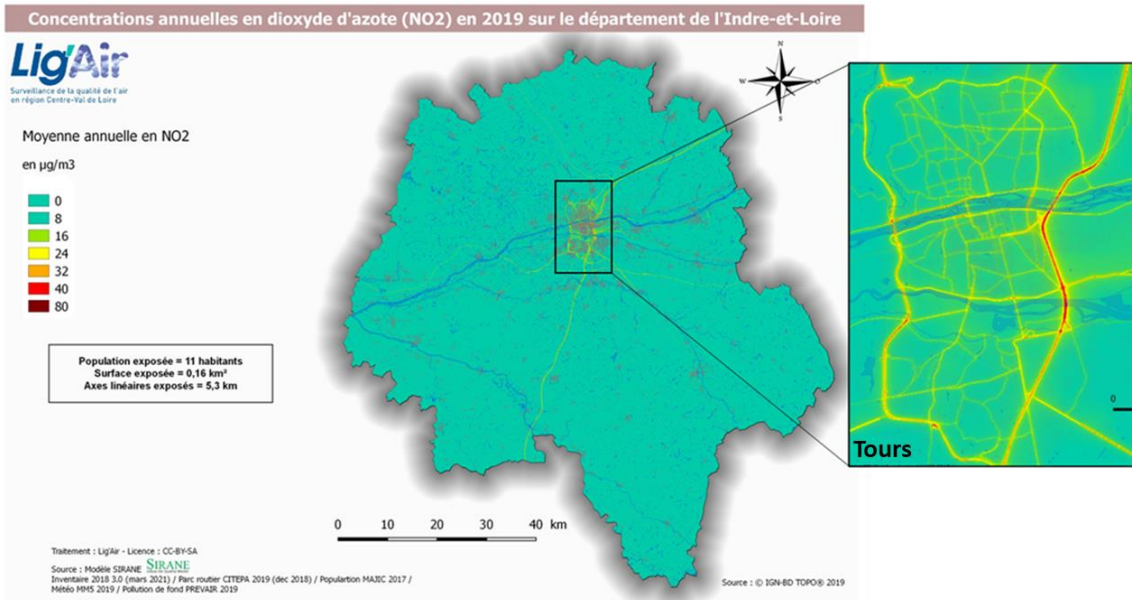 Concentrations annuelles en dioxyde d'azote (NO2) en 2019 sur le département de l'Indre-et-Loire
Lig'Air
Surveillance de la qualité de l'air
en région Centre-Val de Loire
Moyenne annuelle en NO2
en µg/m3
0
8
16
24
32
40
80
Population exposée = 11 habitants
Surface exposée = 0,16 km²
Axes linéaires exposés = 5,3 km
N
W
O
S
Tours
0
0 10 20 30 40 km
Traitement : Lig'Air - Licence : CC-BY-SA
Source : Modèle SIRANE SIRANE
Inventaire 2018 3.0 (mars 2021) / Parc routier CITEPA 2019 (dec 2018) / Populartion MAJIC 2017 /
Météo MM5 2019 / Pollution de fond PREVAIR 2019
Source : © IGN-BD TOPO® 2019